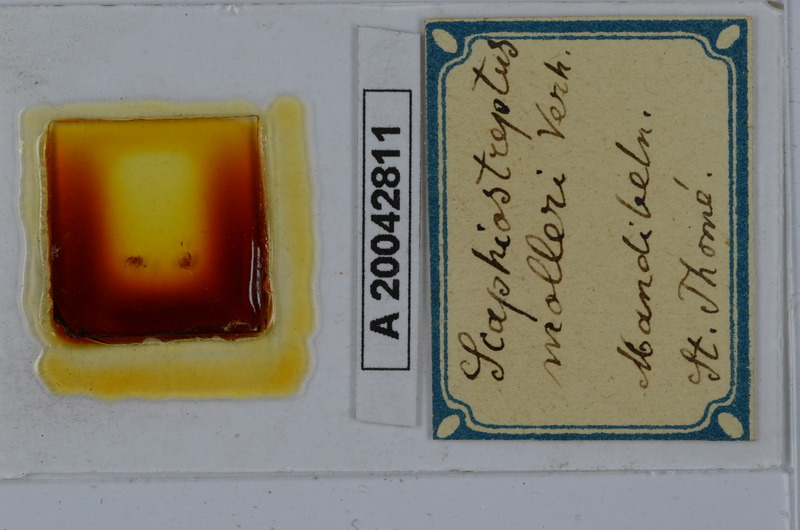 A 20042811
Scaphiostreptus
molleri Verh.
Mandibeln.
St. Thomé.